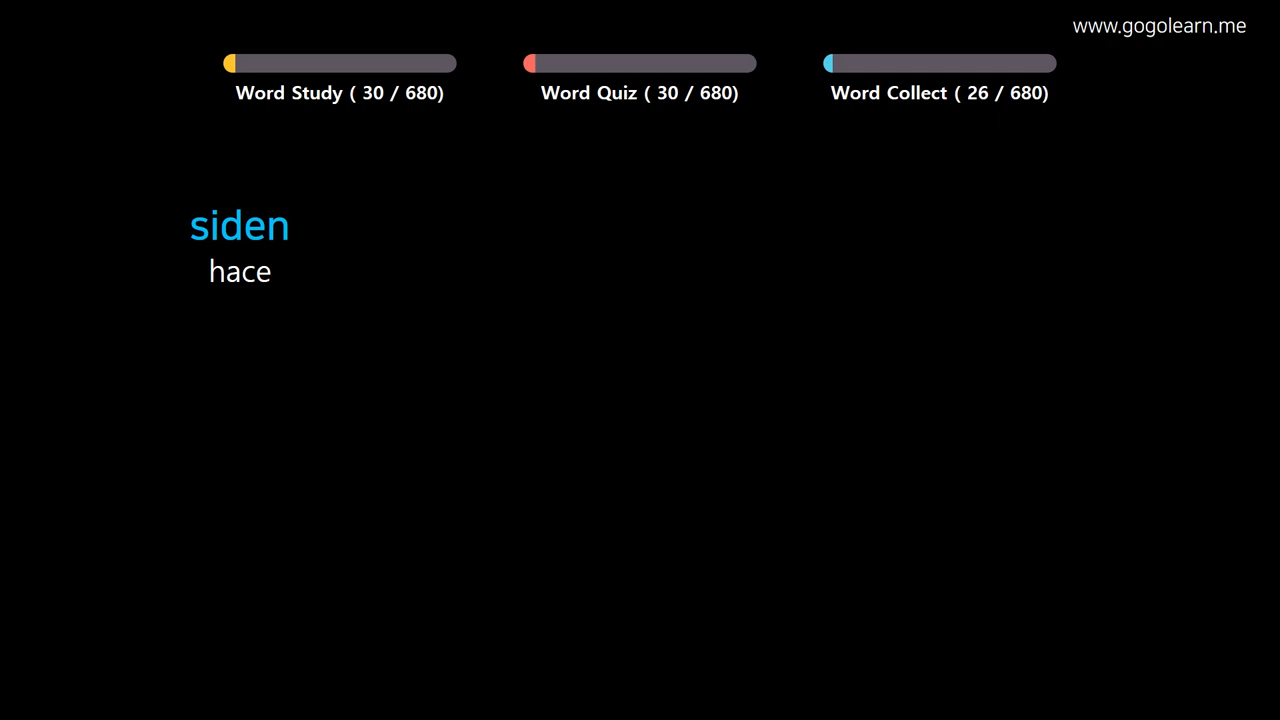 www.gogolearn.me
Word Study ( 30 / 680)
Word Quiz ( 30 / 680)
Word Collect ( 26 / 680)
siden
hace